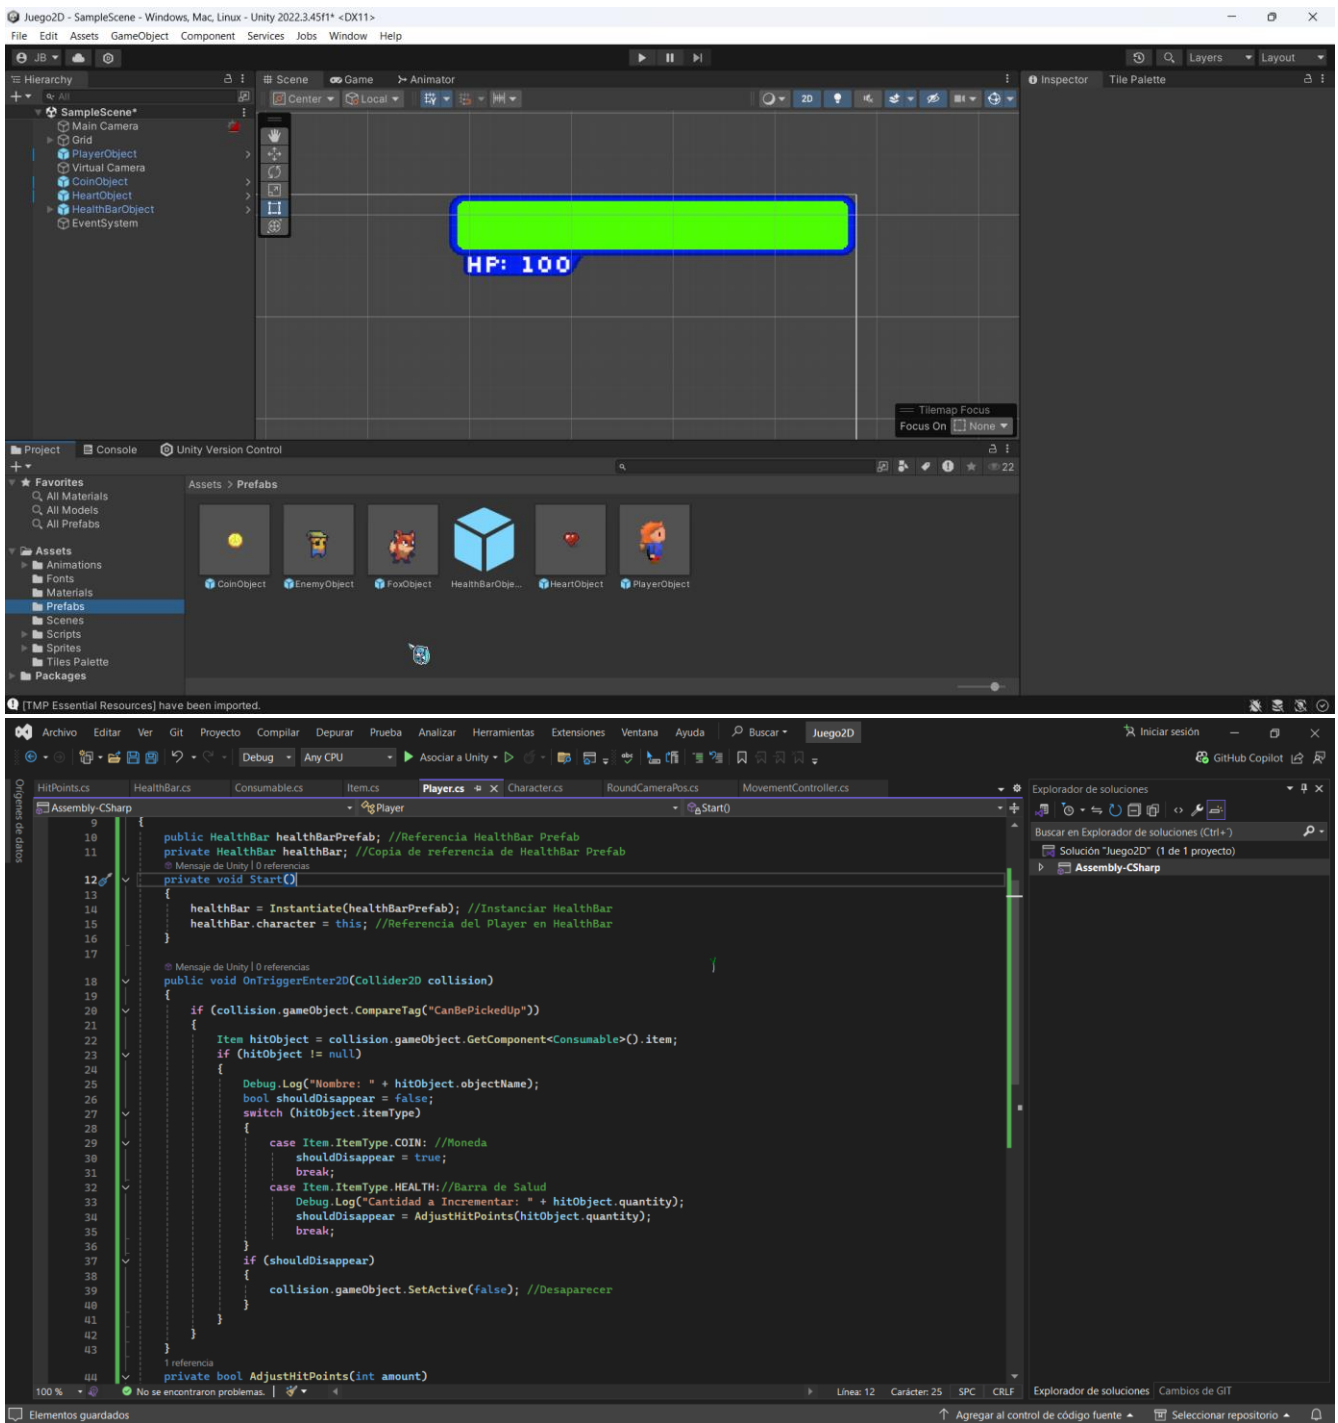 Juego2D - SampleScene - Windows, Mac, Linux - Unity 2022.3.45f1* <DX11>
File Edit Assets GameObject Component Services Jobs Window Help
JB Layers Layout
Hierarchy Scene Game Animator Inspector Tile Palette
All Center Local 2D
SampleScene*
Main Camera
Grid
PlayerObject
Virtual Camera
CoinObject
HeartObject
HealthBarObject
EventSystem
HP: 100
Tilemap Focus
Focus On None
Project Console Unity Version Control
22
Favorites
All Materials
All Models
All Prefabs
Assets
Animations
Fonts
Materials
Prefabs
Scenes
Scripts
Sprites
Tiles Palette
Packages
Assets > Prefabs
CoinObject EnemyObject FoxObject HealthBarObje... HeartObject PlayerObject
[TMP Essential Resources] have been imported.
Archivo Editar Ver Git Proyecto Compilar Depurar Prueba Analizar Herramientas Extensiones Ventana Ayuda Buscar Juego2D Iniciar sesión
Debug Any CPU Asociar a Unity GitHub Copilot
Orígenes de datos
HitPoints.cs HealthBar.cs Consumable.cs Item.cs Player.cs Character.cs RoundCameraPos.cs MovementController.cs
Assembly-CSharp Player Start()
9 {
10 public HealthBar healthBarPrefab; //Referencia HealthBar Prefab
11 private HealthBar healthBar; //Copia de referencia de HealthBar Prefab
Mensaje de Unity | 0 referencias
12 private void Start()
13 {
14 healthBar = Instantiate(healthBarPrefab); //Instanciar HealthBar
15 healthBar.character = this; //Referencia del Player en HealthBar
16 }
17
Mensaje de Unity | 0 referencias
18 public void OnTriggerEnter2D(Collider2D collision)
19 {
20 if (collision.gameObject.CompareTag("CanBePickedUp"))
21 {
22 Item hitObject = collision.gameObject.GetComponent<Consumable>().item;
23 if (hitObject != null)
24 {
25 Debug.Log("Nombre: " + hitObject.objectName);
26 bool shouldDisappear = false;
27 switch (hitObject.itemType)
28 {
29 case Item.ItemType.COIN: //Moneda
30 shouldDisappear = true;
31 break;
32 case Item.ItemType.HEALTH://Barra de Salud
33 Debug.Log("Cantidad a Incrementar: " + hitObject.quantity);
34 shouldDisappear = AdjustHitPoints(hitObject.quantity);
35 break;
36 }
37 if (shouldDisappear)
38 {
39 collision.gameObject.SetActive(false); //Desaparecer
40 }
41 }
42 }
43 }
1 referencia
44 private bool AdjustHitPoints(int amount)
100 % No se encontraron problemas. Línea: 12 Carácter: 25 SPC CRLF
Explorador de soluciones
Buscar en Explorador de soluciones (Ctrl+¨)
Solución "Juego2D" (1 de 1 proyecto)
Assembly-CSharp
Explorador de soluciones Cambios de GIT
Elementos guardados Agregar al control de código fuente Seleccionar repositorio